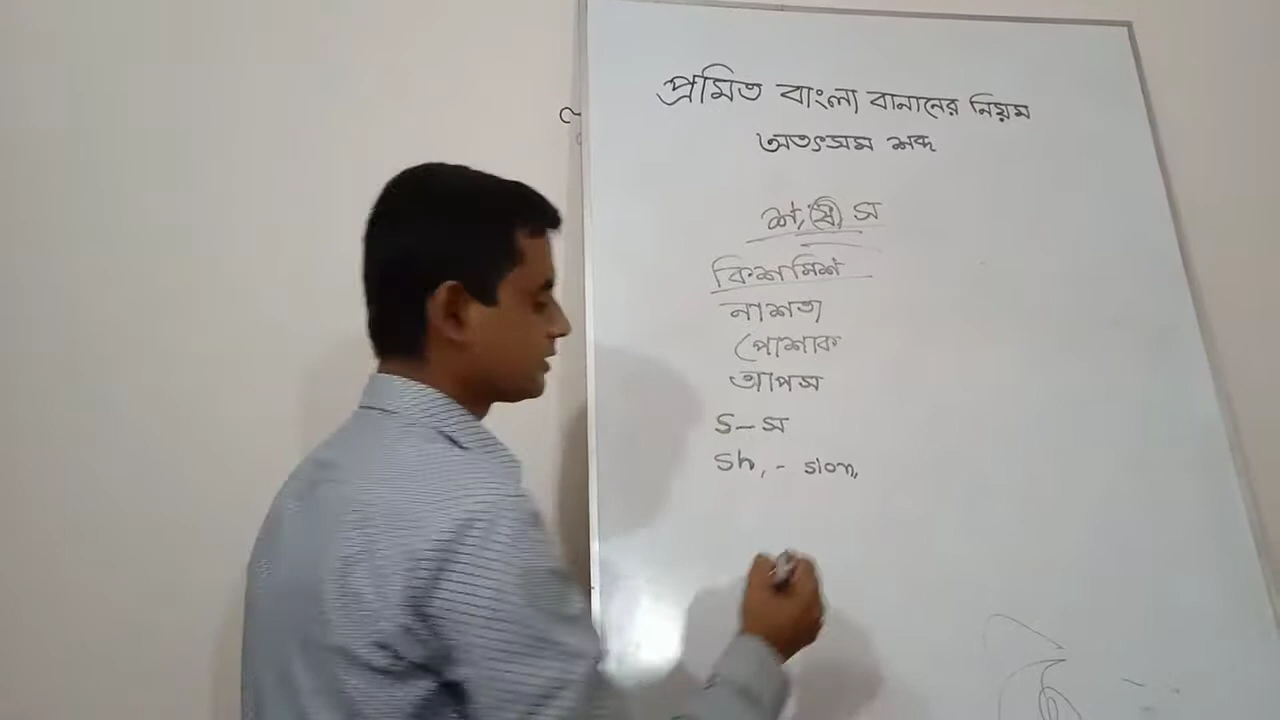 প্রমিত বাংলা বানানের নিয়ম
অতৎসম শব্দ
শ, ষ, স
কিশমিশ
নাশতা
পোশাক
আপস
S – স
Sh, - sion,